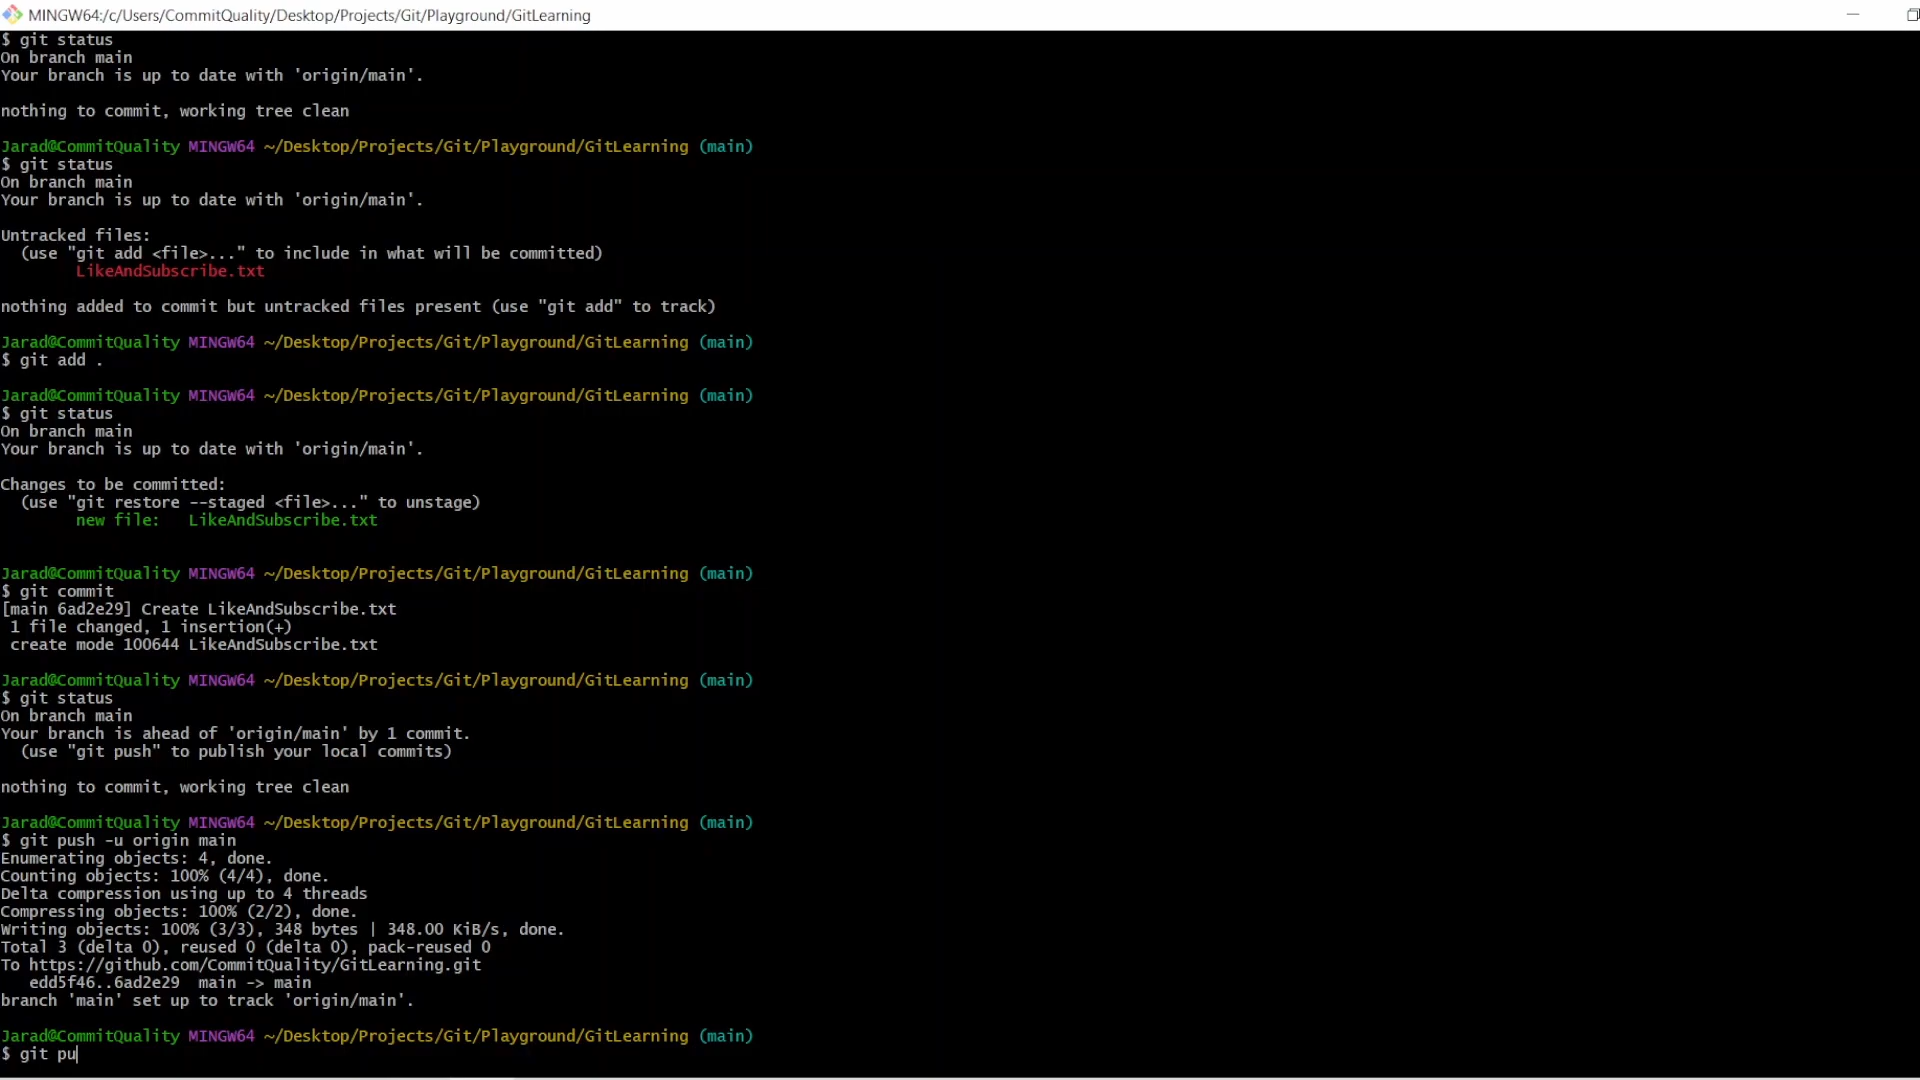 MINGW64:/c/Users/CommitQuality/Desktop/Projects/Git/Playground/GitLearning
$ git status
On branch main
Your branch is up to date with 'origin/main'.
nothing to commit, working tree clean
Jarad@CommitQuality MINGW64 ~/Desktop/Projects/Git/Playground/GitLearning (main)
$ git status
On branch main
Your branch is up to date with 'origin/main'.
Untracked files:
  (use "git add <file>..." to include in what will be committed)
        LikeAndSubscribe.txt
nothing added to commit but untracked files present (use "git add" to track)
Jarad@CommitQuality MINGW64 ~/Desktop/Projects/Git/Playground/GitLearning (main)
$ git add .
Jarad@CommitQuality MINGW64 ~/Desktop/Projects/Git/Playground/GitLearning (main)
$ git status
On branch main
Your branch is up to date with 'origin/main'.
Changes to be committed:
  (use "git restore --staged <file>..." to unstage)
        new file:   LikeAndSubscribe.txt
Jarad@CommitQuality MINGW64 ~/Desktop/Projects/Git/Playground/GitLearning (main)
$ git commit
[main 6ad2e29] Create LikeAndSubscribe.txt
 1 file changed, 1 insertion(+)
 create mode 100644 LikeAndSubscribe.txt
Jarad@CommitQuality MINGW64 ~/Desktop/Projects/Git/Playground/GitLearning (main)
$ git status
On branch main
Your branch is ahead of 'origin/main' by 1 commit.
  (use "git push" to publish your local commits)
nothing to commit, working tree clean
Jarad@CommitQuality MINGW64 ~/Desktop/Projects/Git/Playground/GitLearning (main)
$ git push -u origin main
Enumerating objects: 4, done.
Counting objects: 100% (4/4), done.
Delta compression using up to 4 threads
Compressing objects: 100% (2/2), done.
Writing objects: 100% (3/3), 348 bytes | 348.00 KiB/s, done.
Total 3 (delta 0), reused 0 (delta 0), pack-reused 0
To https://github.com/CommitQuality/GitLearning.git
   edd5f46..6ad2e29  main -> main
branch 'main' set up to track 'origin/main'.
Jarad@CommitQuality MINGW64 ~/Desktop/Projects/Git/Playground/GitLearning (main)
$ git pu